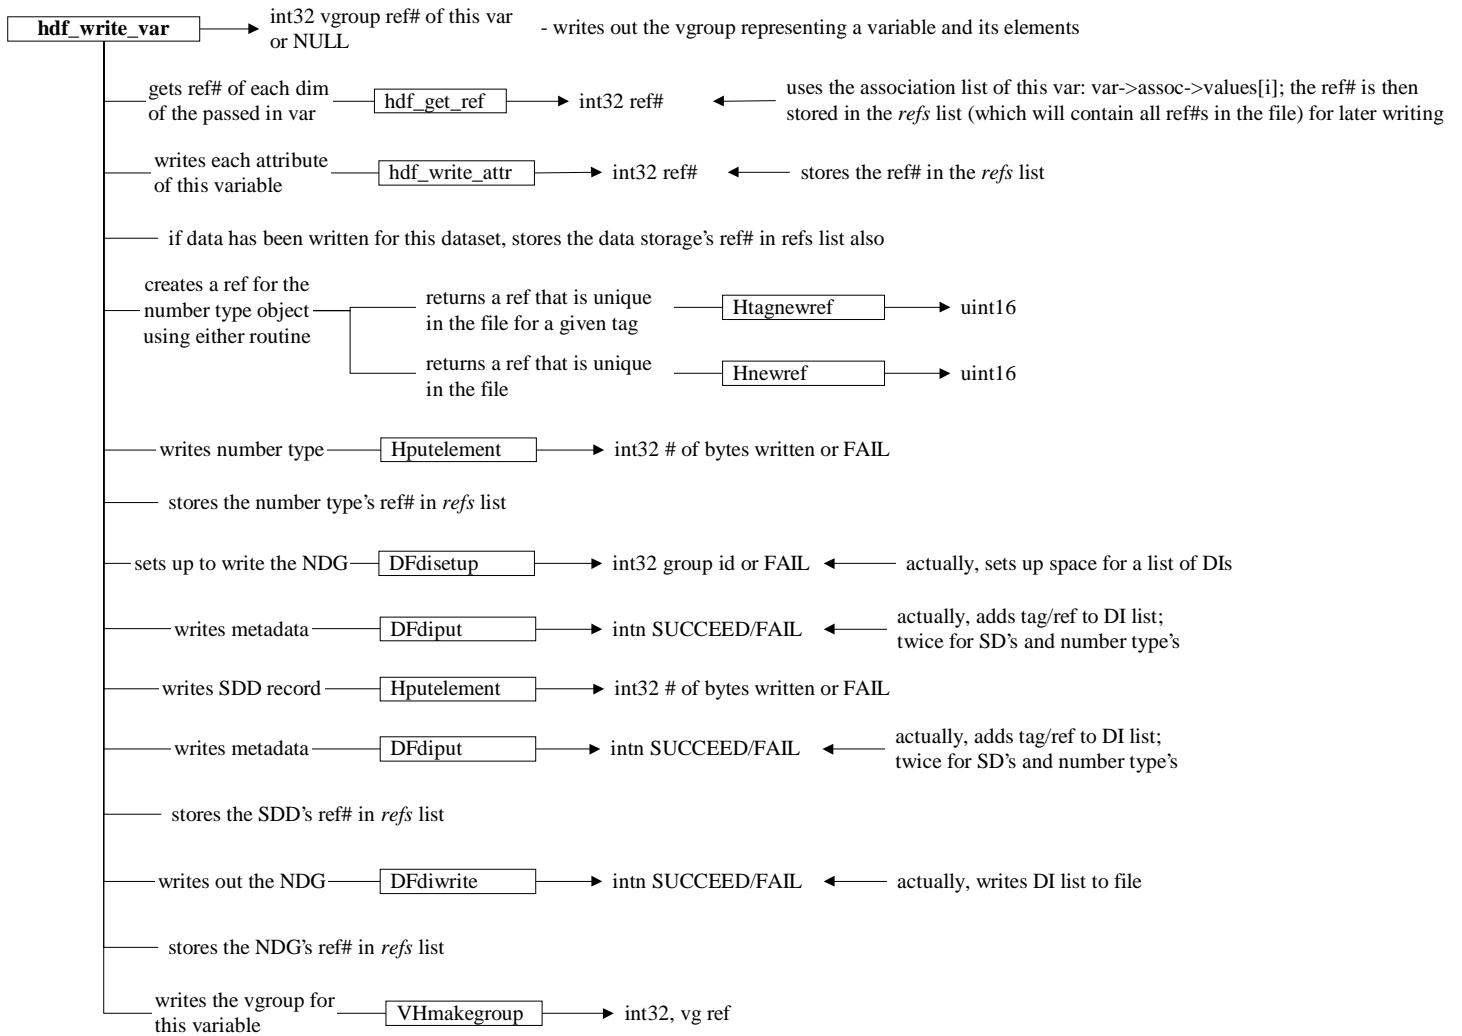 hdf_write_var
int32 vgroup ref# of this var
or NULL
- writes out the vgroup representing a variable and its elements
gets ref# of each dim
of the passed in var
hdf_get_ref
int32 ref#
uses the association list of this var: var->assoc->values[i]; the ref# is then
stored in the refs list (which will contain all ref#s in the file) for later writing
writes each attribute
of this variable
hdf_write_attr
int32 ref#
stores the ref# in the refs list
if data has been written for this dataset, stores the data storage's ref# in refs list also
creates a ref for the
number type object
using either routine
returns a ref that is unique
in the file for a given tag
Htagnewref
uint16
returns a ref that is unique
in the file
Hnewref
uint16
writes number type
Hputelement
int32 # of bytes written or FAIL
stores the number type's ref# in refs list
sets up to write the NDG
DFdisetup
int32 group id or FAIL
actually, sets up space for a list of DIs
writes metadata
DFdiput
intn SUCCEED/FAIL
actually, adds tag/ref to DI list;
twice for SD's and number type's
writes SDD record
Hputelement
int32 # of bytes written or FAIL
writes metadata
DFdiput
intn SUCCEED/FAIL
actually, adds tag/ref to DI list;
twice for SD's and number type's
stores the SDD's ref# in refs list
writes out the NDG
DFdiwrite
intn SUCCEED/FAIL
actually, writes DI list to file
stores the NDG's ref# in refs list
writes the vgroup for
this variable
VHmakegroup
int32, vg ref